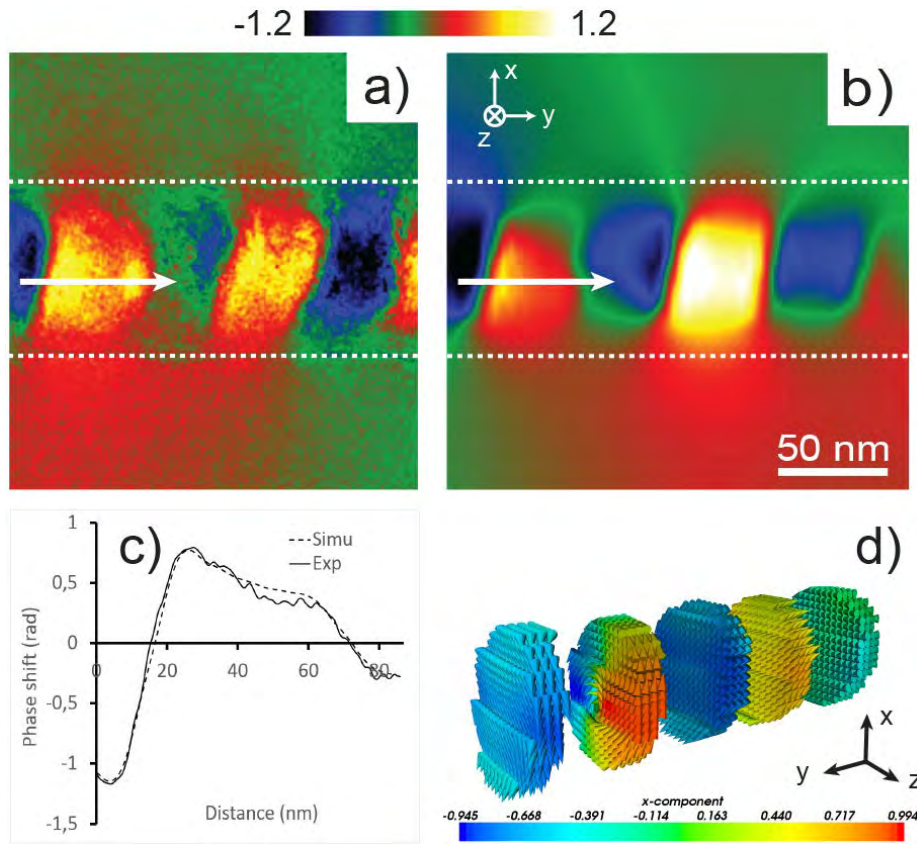 -1.2 1.2
a)
b)
x
y
z
50 nm
c)
Simu
Exp
1
0,5
0
-0,5
-1
-1,5
0 20 40 60 80
Phase shift (rad)
Distance (nm)
d)
x
y
z
x-component
-0.945 -0.668 -0.391 -0.114 0.163 0.440 0.717 0.994